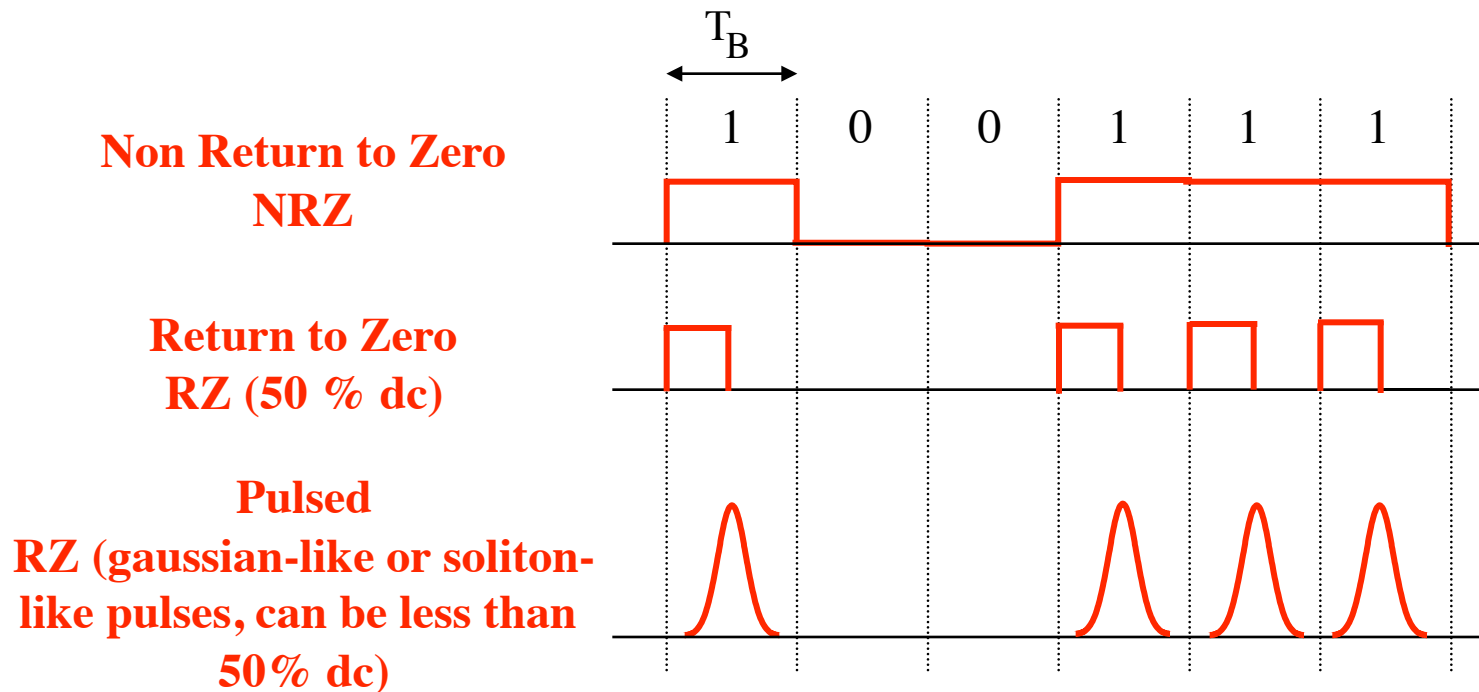 T_B
1 0 0 1 1 1
Non Return to Zero
NRZ
Return to Zero
RZ (50 % dc)
Pulsed
RZ (gaussian-like or soliton-
like pulses, can be less than
50% dc)